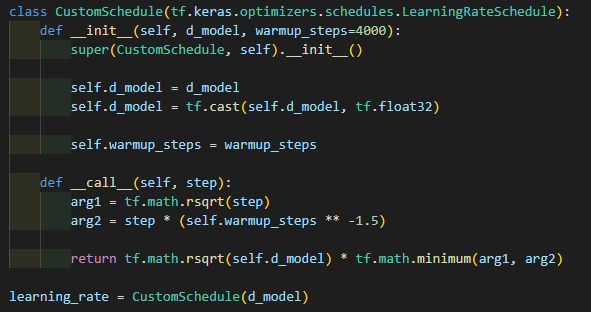 class CustomSchedule(tf.keras.optimizers.schedules.LearningRateSchedule):
    def __init__(self, d_model, warmup_steps=4000):
        super(CustomSchedule, self).__init__()

        self.d_model = d_model
        self.d_model = tf.cast(self.d_model, tf.float32)

        self.warmup_steps = warmup_steps

    def __call__(self, step):
        arg1 = tf.math.rsqrt(step)
        arg2 = step * (self.warmup_steps ** -1.5)

        return tf.math.rsqrt(self.d_model) * tf.math.minimum(arg1, arg2)

learning_rate = CustomSchedule(d_model)